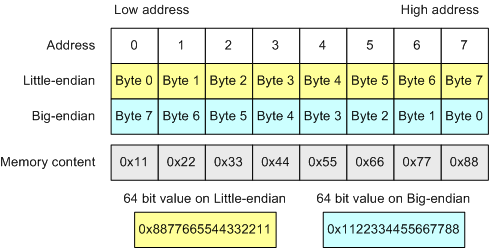 Low address High address
Address 0 1 2 3 4 5 6 7
Little-endian Byte 0 Byte 1 Byte 2 Byte 3 Byte 4 Byte 5 Byte 6 Byte 7
Big-endian Byte 7 Byte 6 Byte 5 Byte 4 Byte 3 Byte 2 Byte 1 Byte 0
Memory content 0x11 0x22 0x33 0x44 0x55 0x66 0x77 0x88
64 bit value on Little-endian 64 bit value on Big-endian
0x8877665544332211 0x1122334455667788